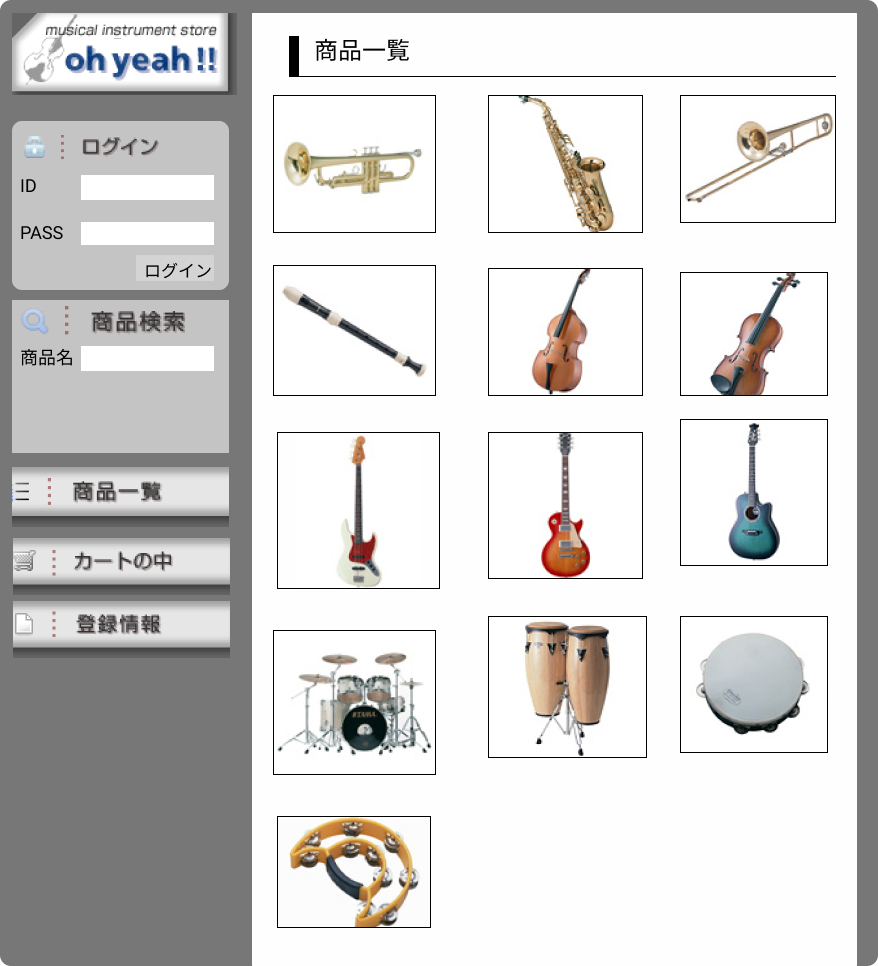 musical instrument store
oh yeah !!
ログイン
ID
PASS
ログイン
商品検索
商品名
商品一覧
カートの中
登録情報
商品一覧
TAMA